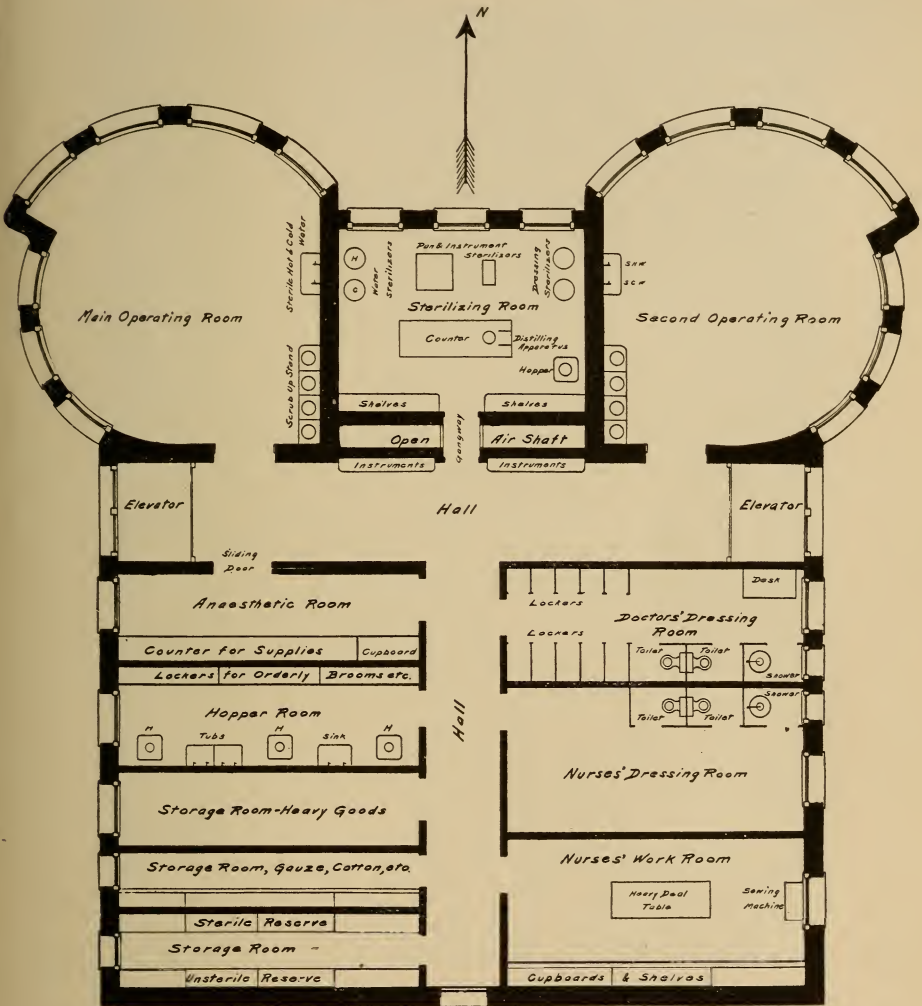 N
Sterile Hot & Cold
Water
H
C
Water
Sterilizers
Pan & Instrument
Sterilizers
Dressing
Sterilizers
S.H.W.
S.C.W.
Main Operating Room
Sterilizing Room
Second Operating Room
Counter
Distilling
Apparatus
Hopper
Scrub Up Stand
Shelves
Shelves
Open
Gangway
Air Shaft
Instruments
Instruments
Elevator
Hall
Elevator
Sliding
Door
Anaesthetic Room
Counter for Supplies
Cupboard
Lockers for Orderly
Brooms etc.
Hopper Room
H
Tubs
H
Sink
H
Storage Room-Heavy Goods
Storage Room, Gauze, Cotton, etc.
Sterile Reserve
Storage Room
Unsterile Reserve
Hall
Lockers
Lockers
Desk
Doctors' Dressing
Room
Toilet
Toilet
Shower
Toilet
Toilet
Shower
Nurses' Dressing Room
Nurses' Work Room
Heavy Deal
Table
Sewing
Machine
Cupboards & Shelves